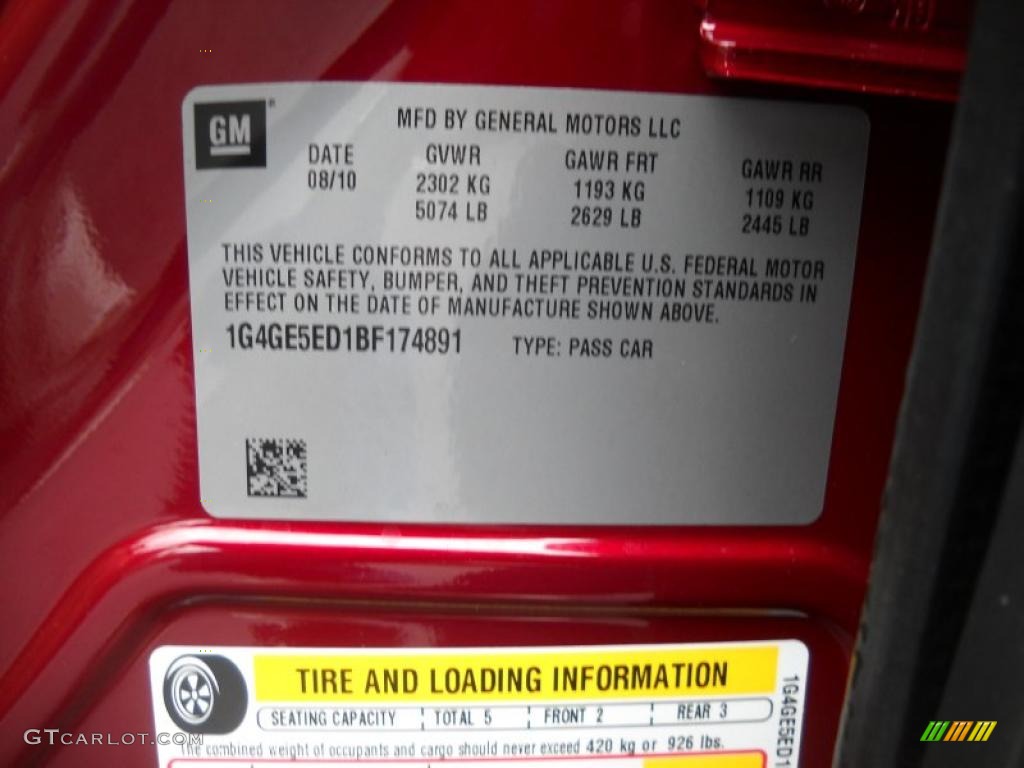 GM
MFD BY GENERAL MOTORS LLC
DATE GVWR GAWR FRT GAWR RR
08/10 2302 KG 1193 KG 1109 KG
5074 LB 2629 LB 2445 LB
THIS VEHICLE CONFORMS TO ALL APPLICABLE U.S. FEDERAL MOTOR
VEHICLE SAFETY, BUMPER, AND THEFT PREVENTION STANDARDS IN
EFFECT ON THE DATE OF MANUFACTURE SHOWN ABOVE.
1G4GE5ED1BF174891 TYPE: PASS CAR
TIRE AND LOADING INFORMATION
SEATING CAPACITY TOTAL 5 FRONT 2 REAR 3
The combined weight of occupants and cargo should never exceed 420 kg or 926 lbs.
1G4GE5ED1
GTCARLOT.COM